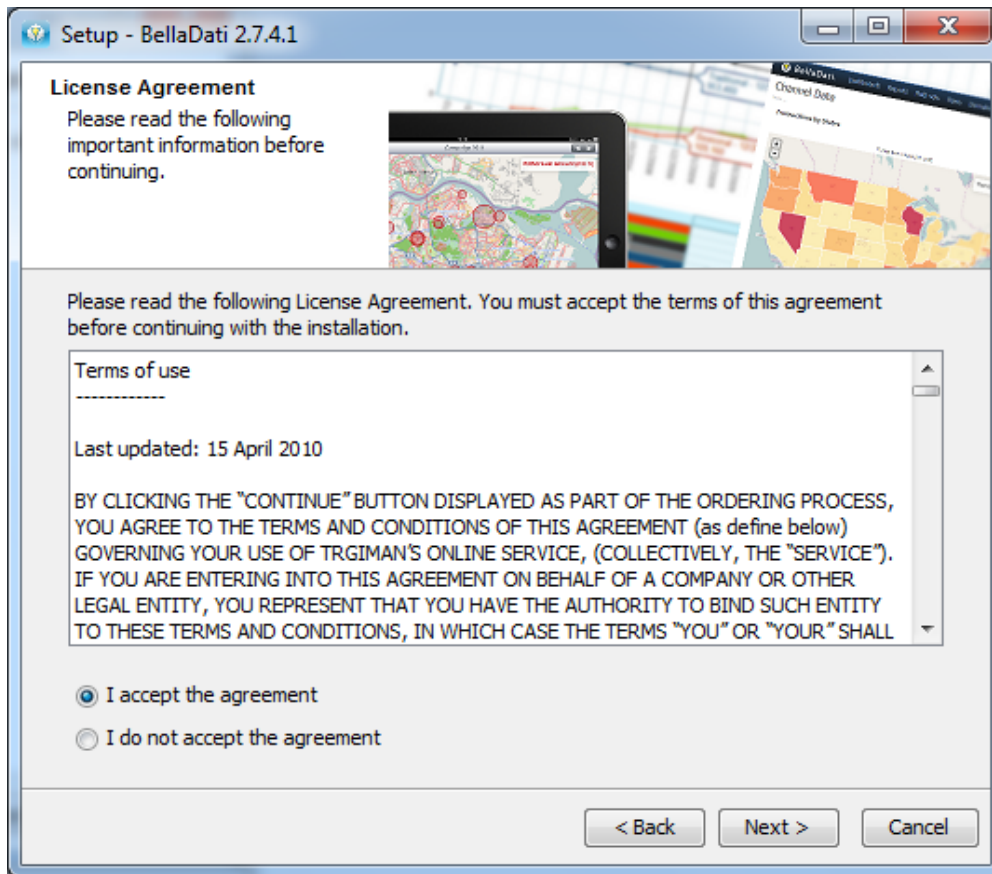 Setup - BellaDati 2.7.4.1
License Agreement
Please read the following
important information before
continuing.
BellaDati
Channel Data
Please read the following License Agreement. You must accept the terms of this agreement
before continuing with the installation.
Terms of use
------------
Last updated: 15 April 2010
BY CLICKING THE “CONTINUE” BUTTON DISPLAYED AS PART OF THE ORDERING PROCESS,
YOU AGREE TO THE TERMS AND CONDITIONS OF THIS AGREEMENT (as define below)
GOVERNING YOUR USE OF TRGIMAN’S ONLINE SERVICE, (COLLECTIVELY, THE “SERVICE”).
IF YOU ARE ENTERING INTO THIS AGREEMENT ON BEHALF OF A COMPANY OR OTHER
LEGAL ENTITY, YOU REPRESENT THAT YOU HAVE THE AUTHORITY TO BIND SUCH ENTITY
TO THESE TERMS AND CONDITIONS, IN WHICH CASE THE TERMS “YOU” OR “YOUR” SHALL
I accept the agreement
I do not accept the agreement
< Back
Next >
Cancel